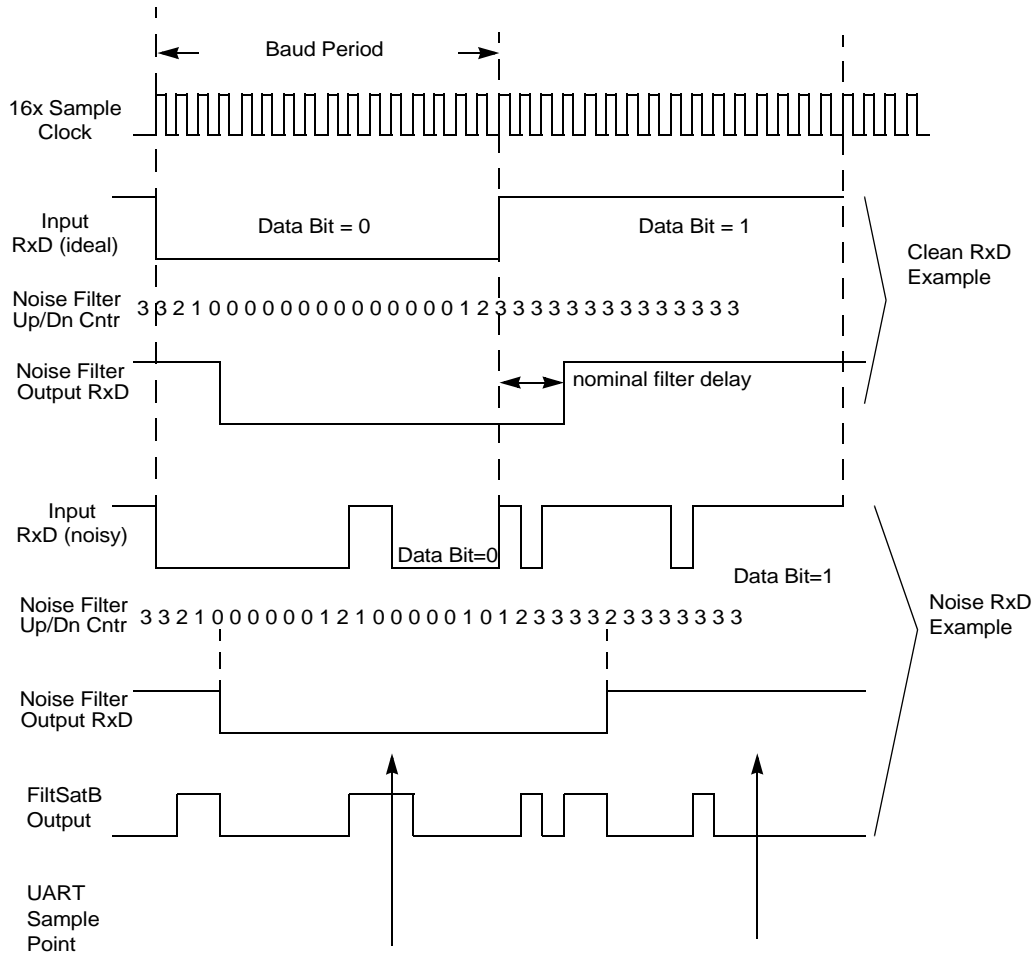 Baud Period
16x Sample
Clock
Input
RxD (ideal)
Data Bit = 0
Data Bit = 1
Clean RxD
Example
Noise Filter
Up/Dn Cntr
3 3 2 1 0 0 0 0 0 0 0 0 0 0 0 0 0 0 1 2 3 3 3 3 3 3 3 3 3 3 3 3 3 3
Noise Filter
Output RxD
nominal filter delay
Input
RxD (noisy)
Data Bit=0
Data Bit=1
Noise RxD
Example
Noise Filter
Up/Dn Cntr
3 3 2 1 0 0 0 0 0 0 1 2 1 0 0 0 0 0 1 0 1 2 3 3 3 3 2 3 3 3 3 3 3 3
Noise Filter
Output RxD
FiltSatB
Output
UART
Sample
Point